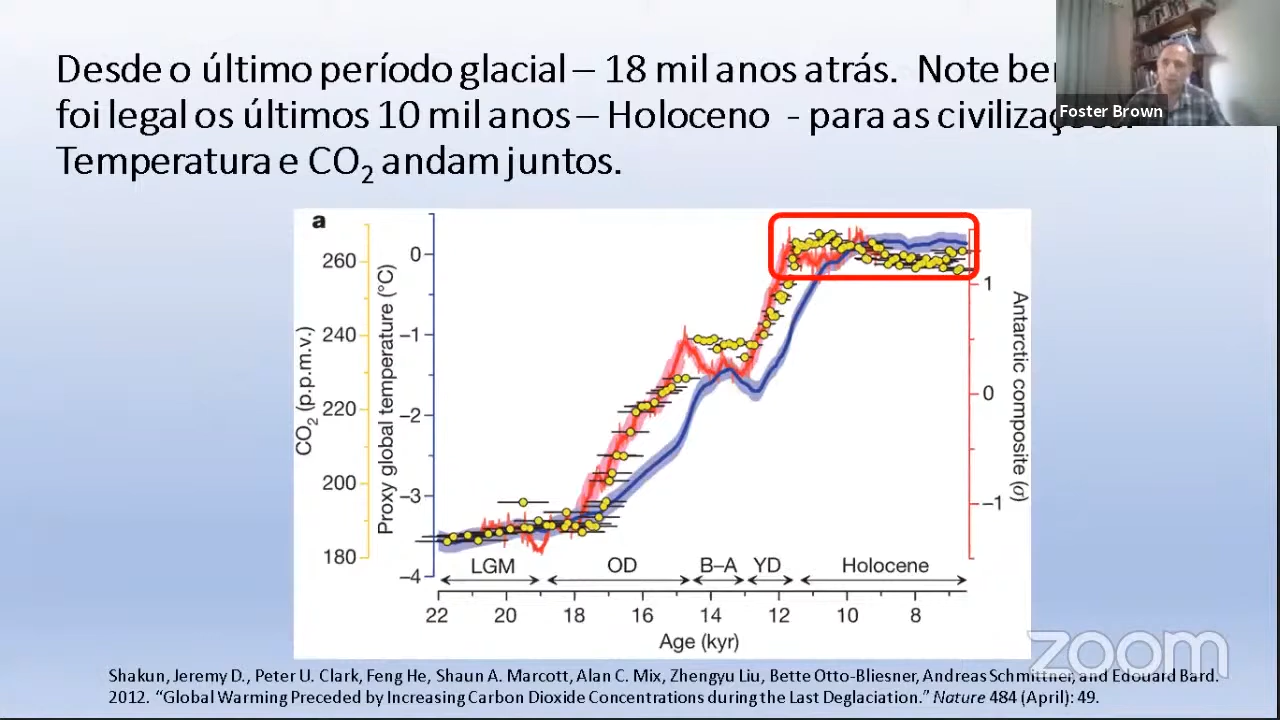 Desde o último período glacial – 18 mil anos atrás. Note
foi legal os últimos 10 mil anos – Holoceno - para as
Temperatura e CO₂ andam juntos.
Foster Brown
a
CO₂ (p.p.m.v.)
260
240
220
200
180
Proxy global temperature (°C)
0
–1
–2
–3
–4
Antarctic composite (σ)
1
0
–1
LGM OD B–A YD Holocene
22 20 18 16 14 12 10 8
Age (kyr)
zoom
Shakun, Jeremy D., Peter U. Clark, Feng He, Shaun A. Marcott, Alan C. Mix, Zhengyu Liu, Bette Otto-Bliesner, Andreas Schmittner, and Edouard Bard.
2012. “Global Warming Preceded by Increasing Carbon Dioxide Concentrations during the Last Deglaciation.” Nature 484 (April): 49.